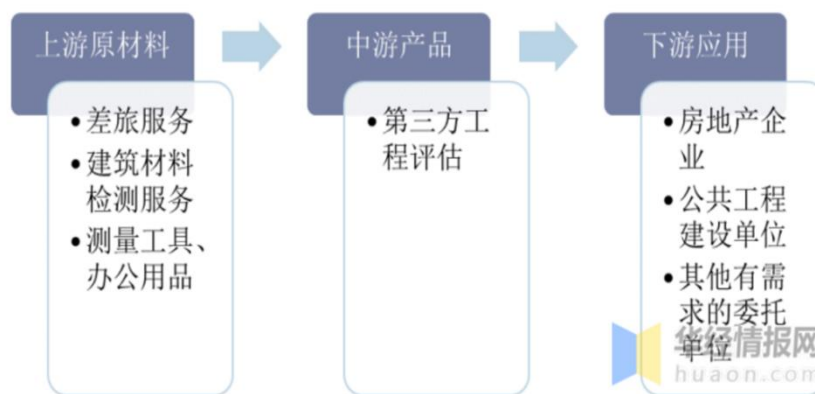 上游原材料
中游产品
下游应用
•差旅服务
•建筑材料
检测服务
•测量工具、
办公用品
•第三方工
程评估
•房地产企
业
•公共工程
建设单位
•其他有需
求的委托
单位
华经情报网
huaon.com